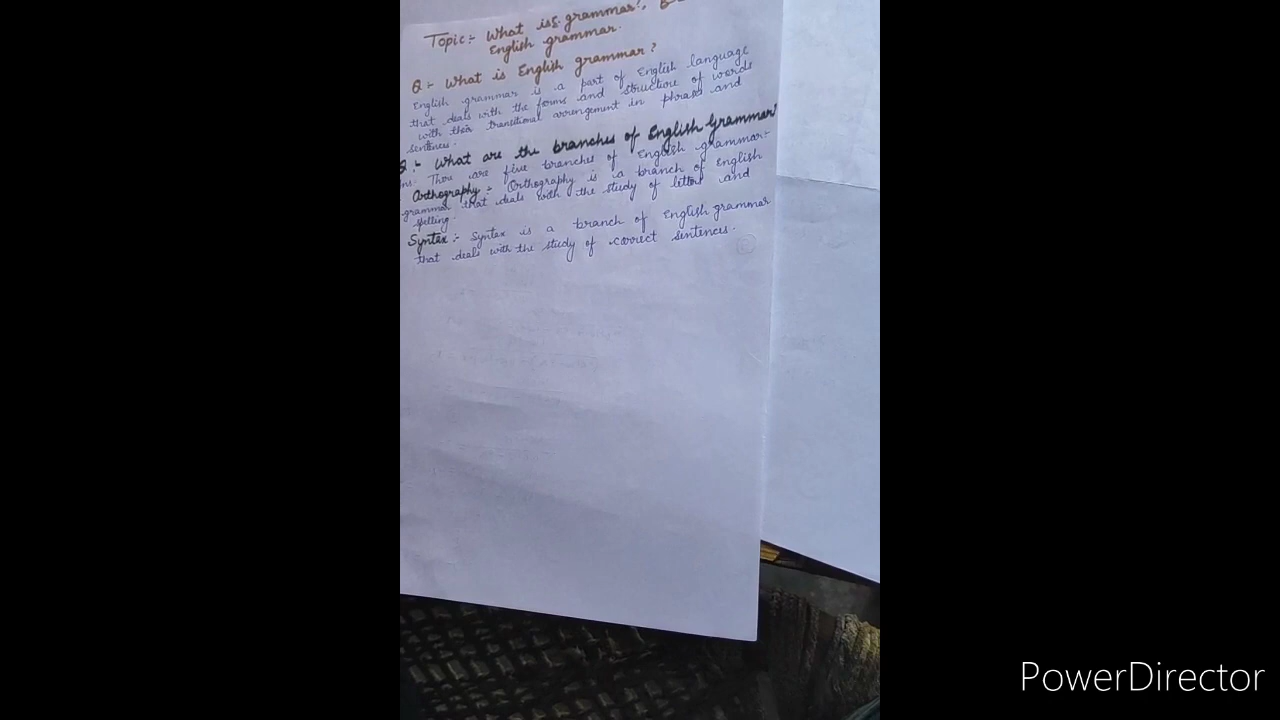 Topic:- What is E. grammar?,
English grammar.
Q:- What is English grammar?
English grammar is a part of English language
that deals with the forms and structure of words
with their transitional arrengement in phrases and
sentences.
Q:- What are the branches of English Grammar?
Ans: There are five branches of English grammar:-
Orthography:- Orthography is a branch of English
grammar that deals with the study of letter and
spelling.
Syntax:- Syntax is a branch of English grammar
that deals with the study of correct sentences.
PowerDirector